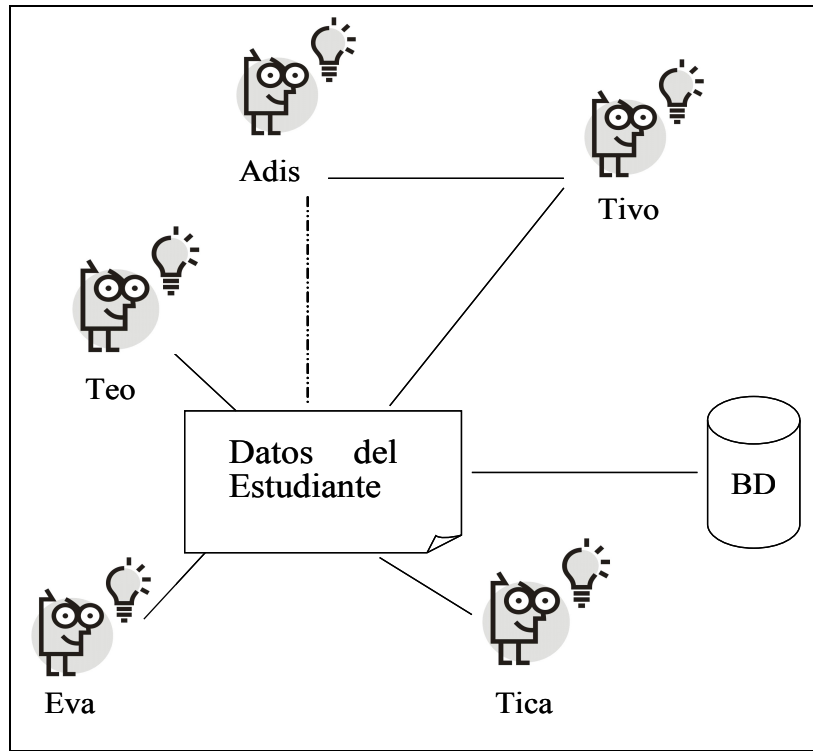 Adis
Tivo
Teo
Datos del
Estudiante
BD
Eva
Tica